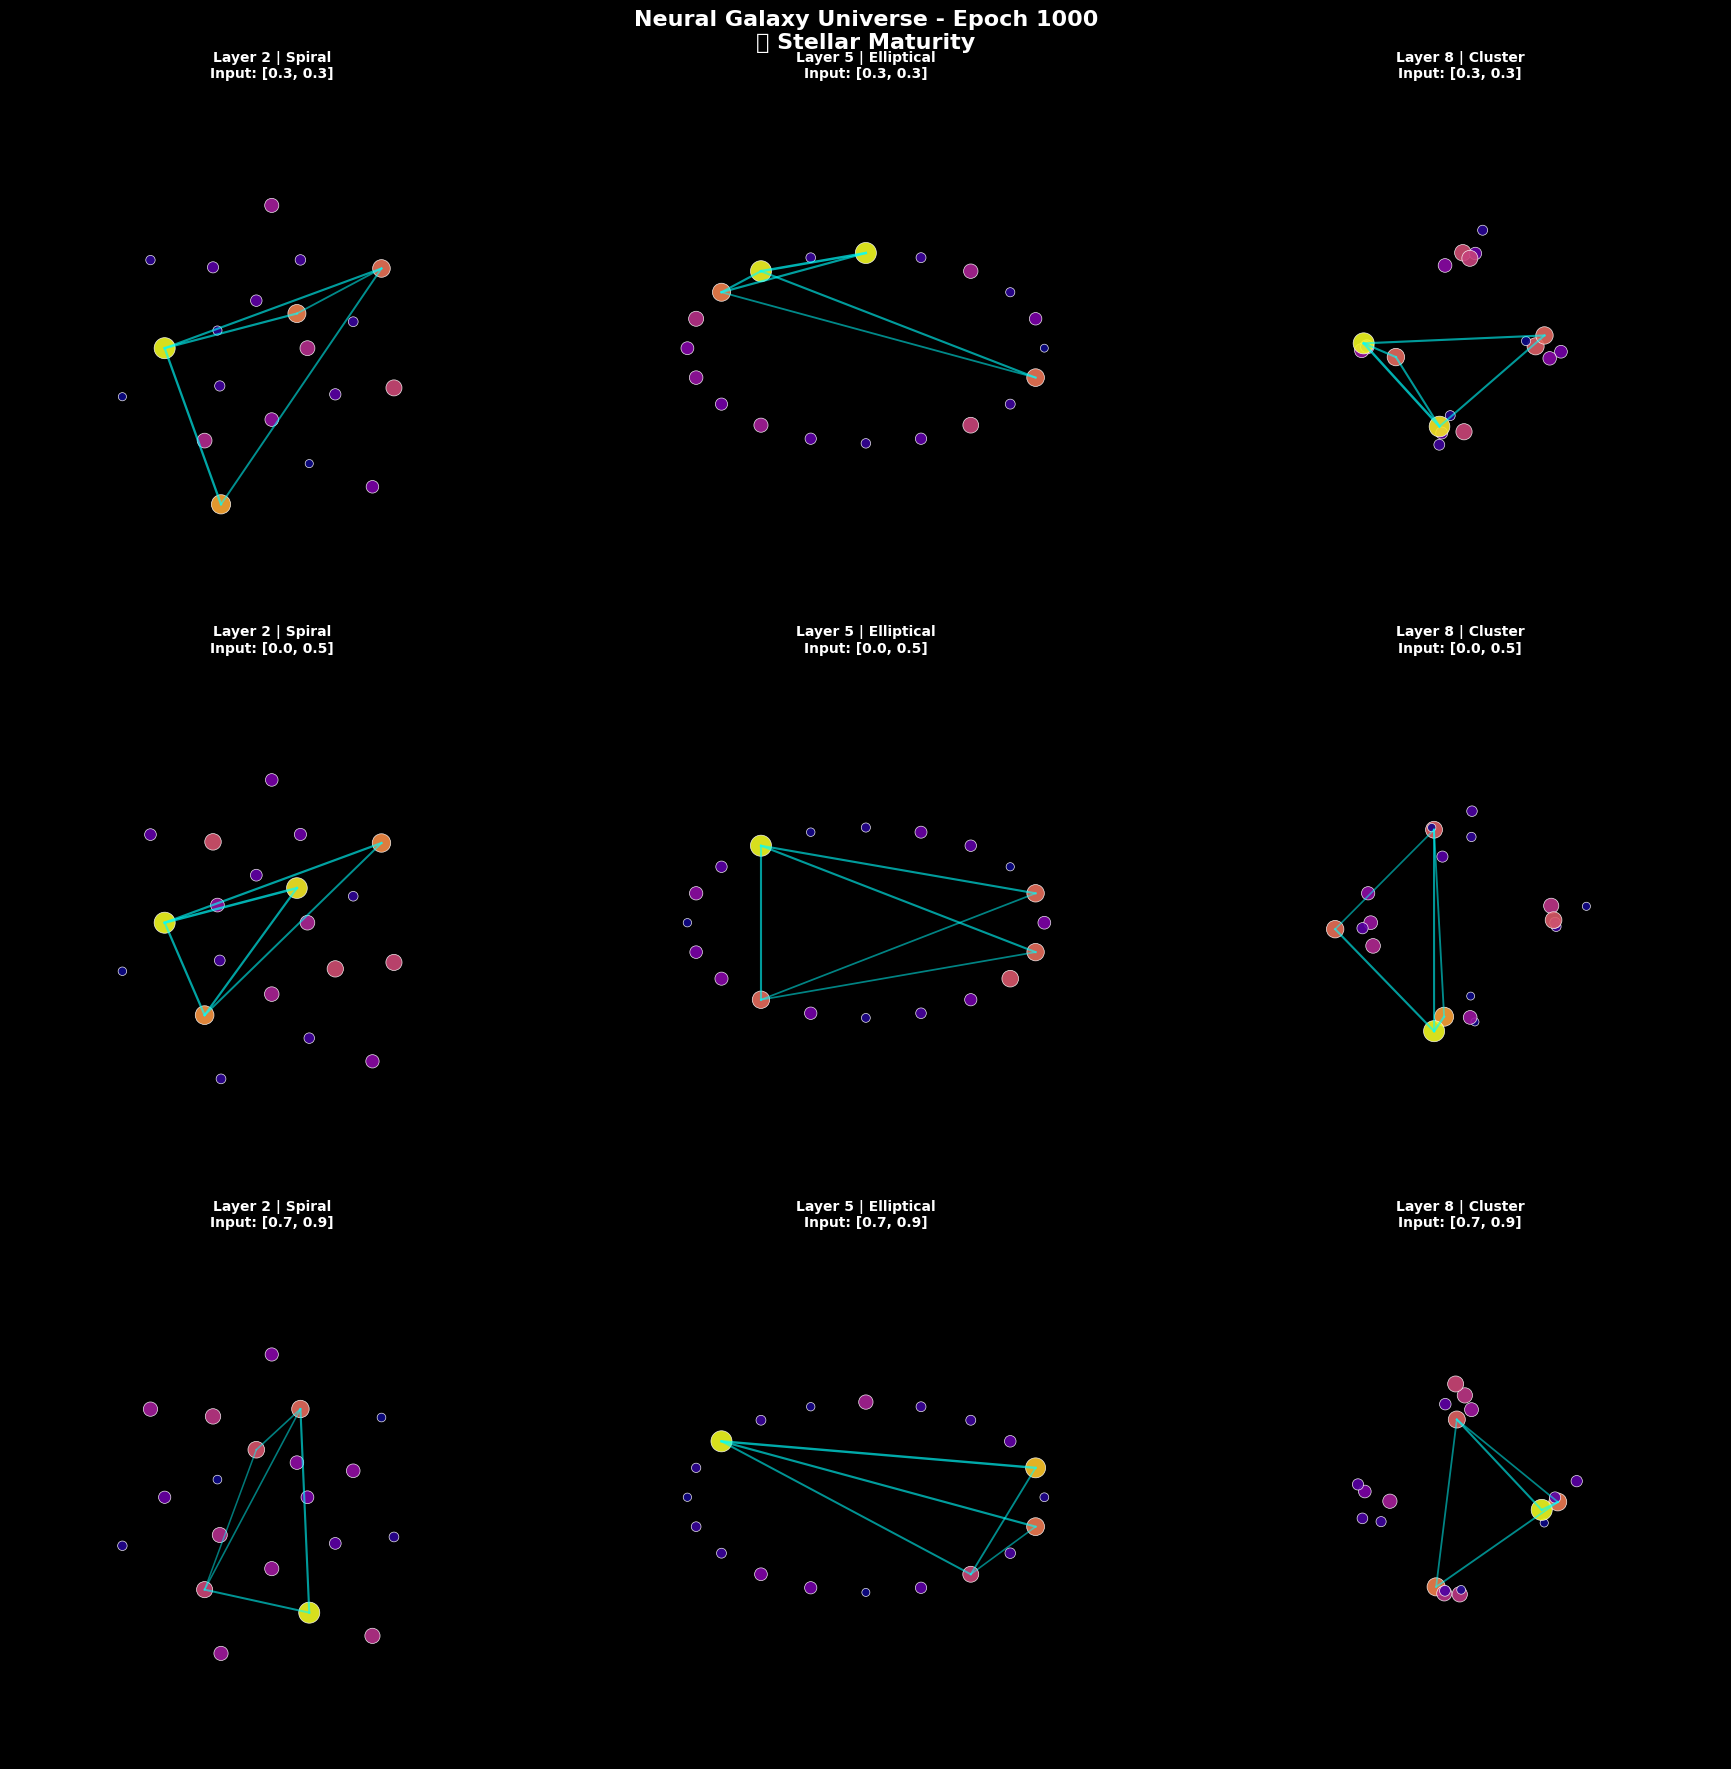 Neural Galaxy Universe - Epoch 1000
▯ Stellar Maturity
Layer 2 | Spiral
Input: [0.3, 0.3]
Layer 5 | Elliptical
Input: [0.3, 0.3]
Layer 8 | Cluster
Input: [0.3, 0.3]
Layer 2 | Spiral
Input: [0.0, 0.5]
Layer 5 | Elliptical
Input: [0.0, 0.5]
Layer 8 | Cluster
Input: [0.0, 0.5]
Layer 2 | Spiral
Input: [0.7, 0.9]
Layer 5 | Elliptical
Input: [0.7, 0.9]
Layer 8 | Cluster
Input: [0.7, 0.9]